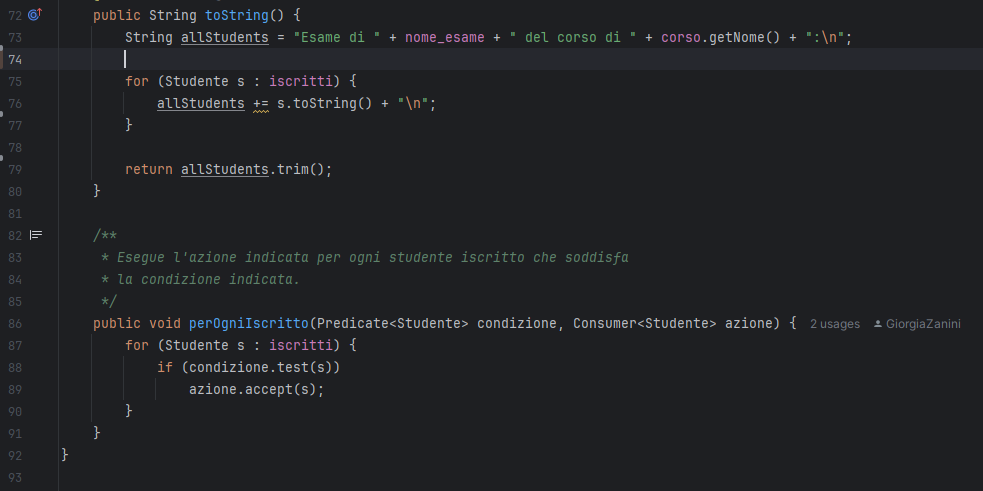 72 public String toString() {
73 String allStudents = "Esame di " + nome_esame + " del corso di " + corso.getNome() + ":\n";
74
75 for (Studente s : iscritti) {
76 allStudents += s.toString() + "\n";
77 }
78
79 return allStudents.trim();
80 }
81
82 /**
83 * Esegue l'azione indicata per ogni studente iscritto che soddisfa
84 * la condizione indicata.
85 */
86 public void perOgniIscritto(Predicate<Studente> condizione, Consumer<Studente> azione) { 2 usages GiorgiaZanini
87 for (Studente s : iscritti) {
88 if (condizione.test(s))
89 azione.accept(s);
90 }
91 }
92 }
93